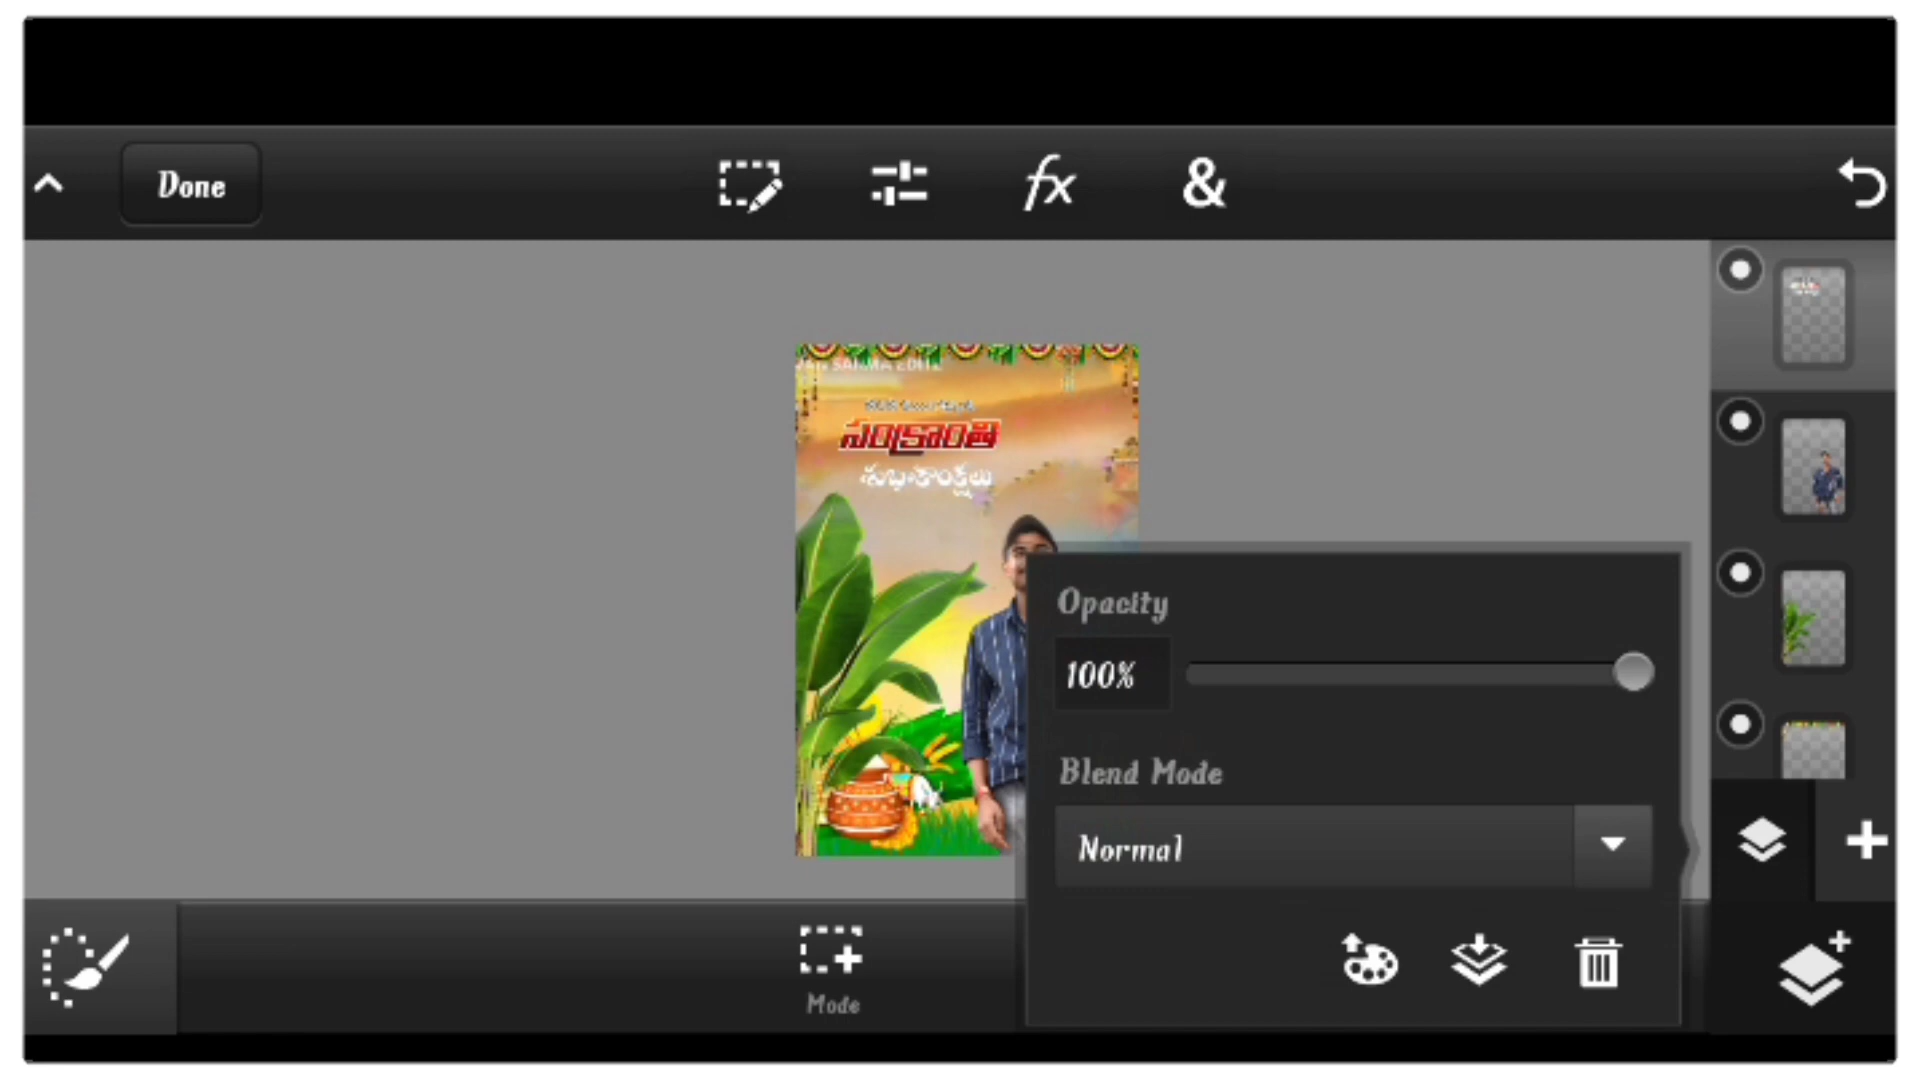 Done
సంక్రాంతి
శుభాకాంక్షలు
Opacity
100%
Blend Mode
Normal
Mode